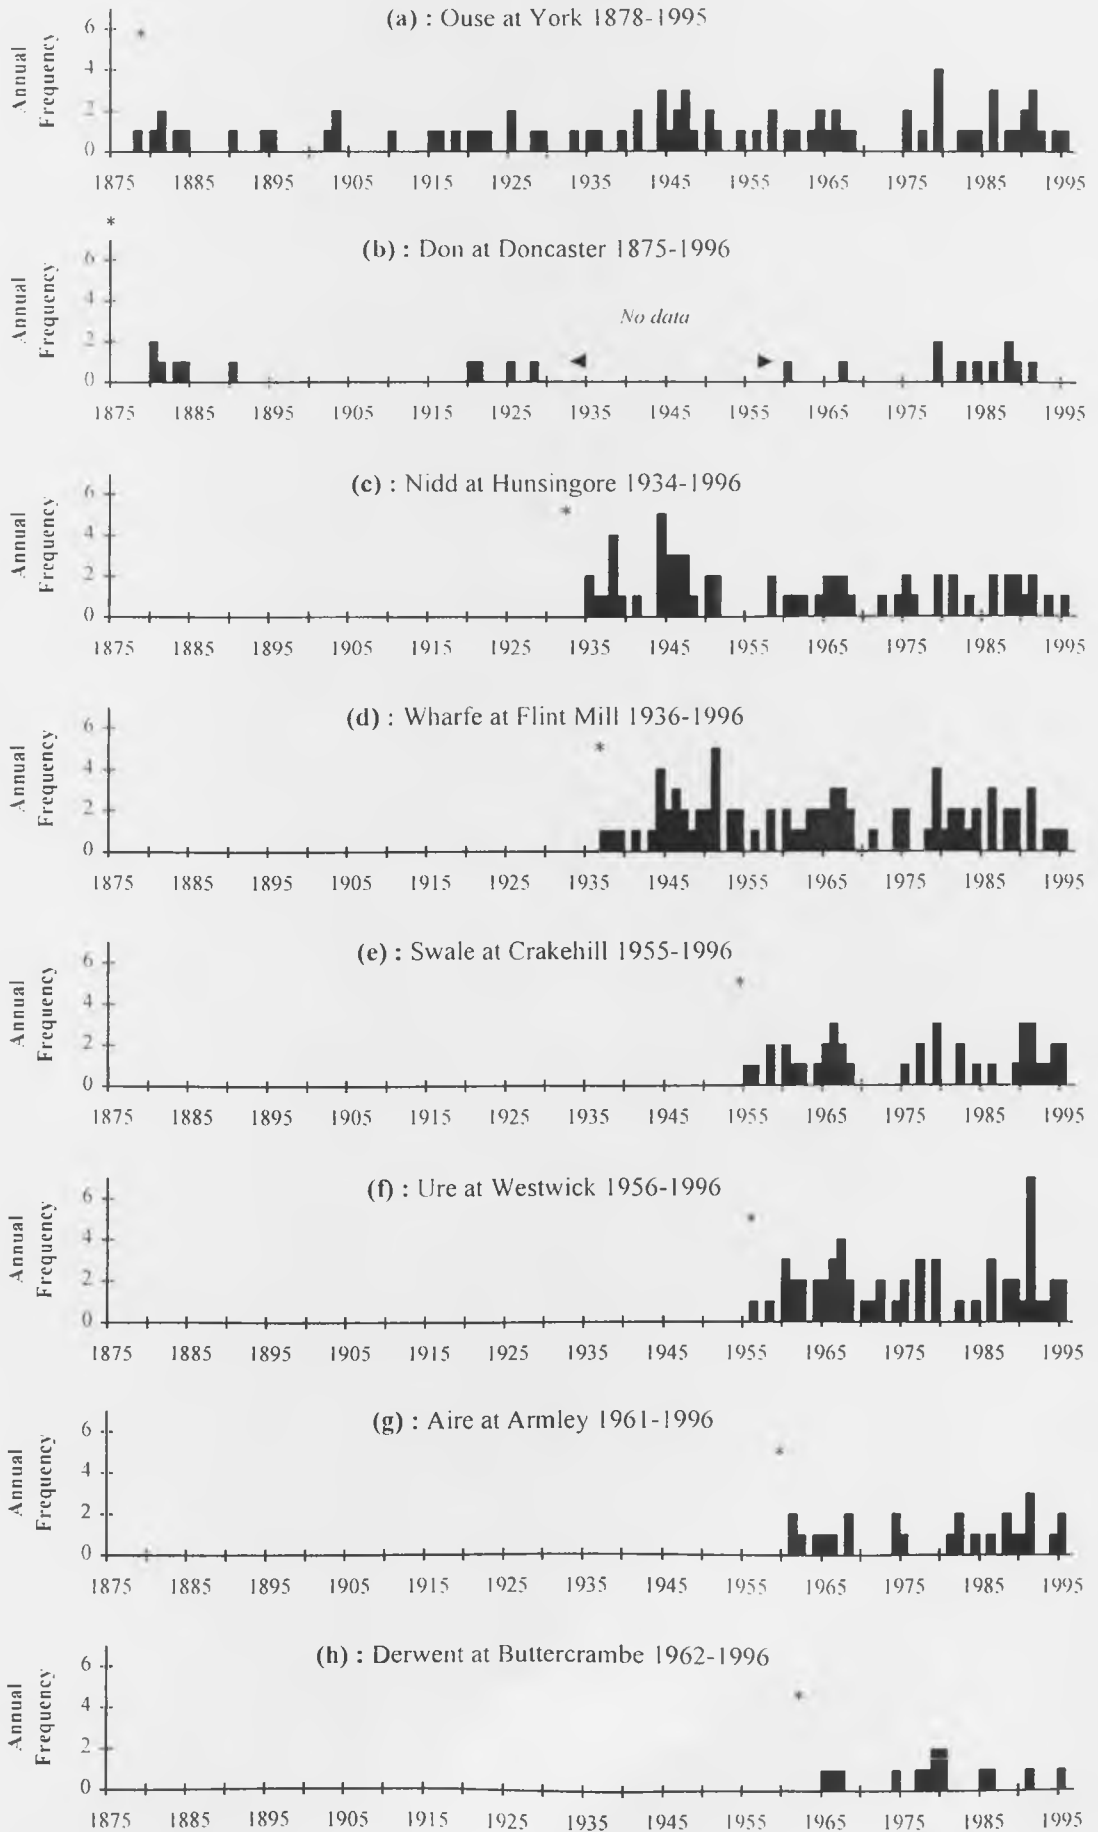 (a) : Ouse at York 1878-1995
Annual Frequency
6
4
2
0
1875 1885 1895 1905 1915 1925 1935 1945 1955 1965 1975 1985 1995
*
(b) : Don at Doncaster 1875-1996
Annual Frequency
6
4
2
0
No data
1875 1885 1895 1905 1915 1925 1935 1945 1955 1965 1975 1985 1995
*
(c) : Nidd at Hunsingore 1934-1996
Annual Frequency
6
4
2
0
*
1875 1885 1895 1905 1915 1925 1935 1945 1955 1965 1975 1985 1995
(d) : Wharfe at Flint Mill 1936-1996
Annual Frequency
6
4
2
0
*
1875 1885 1895 1905 1915 1925 1935 1945 1955 1965 1975 1985 1995
(e) : Swale at Crakehill 1955-1996
Annual Frequency
6
4
2
0
*
1875 1885 1895 1905 1915 1925 1935 1945 1955 1965 1975 1985 1995
(f) : Ure at Westwick 1956-1996
Annual Frequency
6
4
2
0
*
1875 1885 1895 1905 1915 1925 1935 1945 1955 1965 1975 1985 1995
(g) : Aire at Armley 1961-1996
Annual Frequency
6
4
2
0
*
1875 1885 1895 1905 1915 1925 1935 1945 1955 1965 1975 1985 1995
(h) : Derwent at Buttercrambe 1962-1996
Annual Frequency
6
4
2
0
*
1875 1885 1895 1905 1915 1925 1935 1945 1955 1965 1975 1985 1995